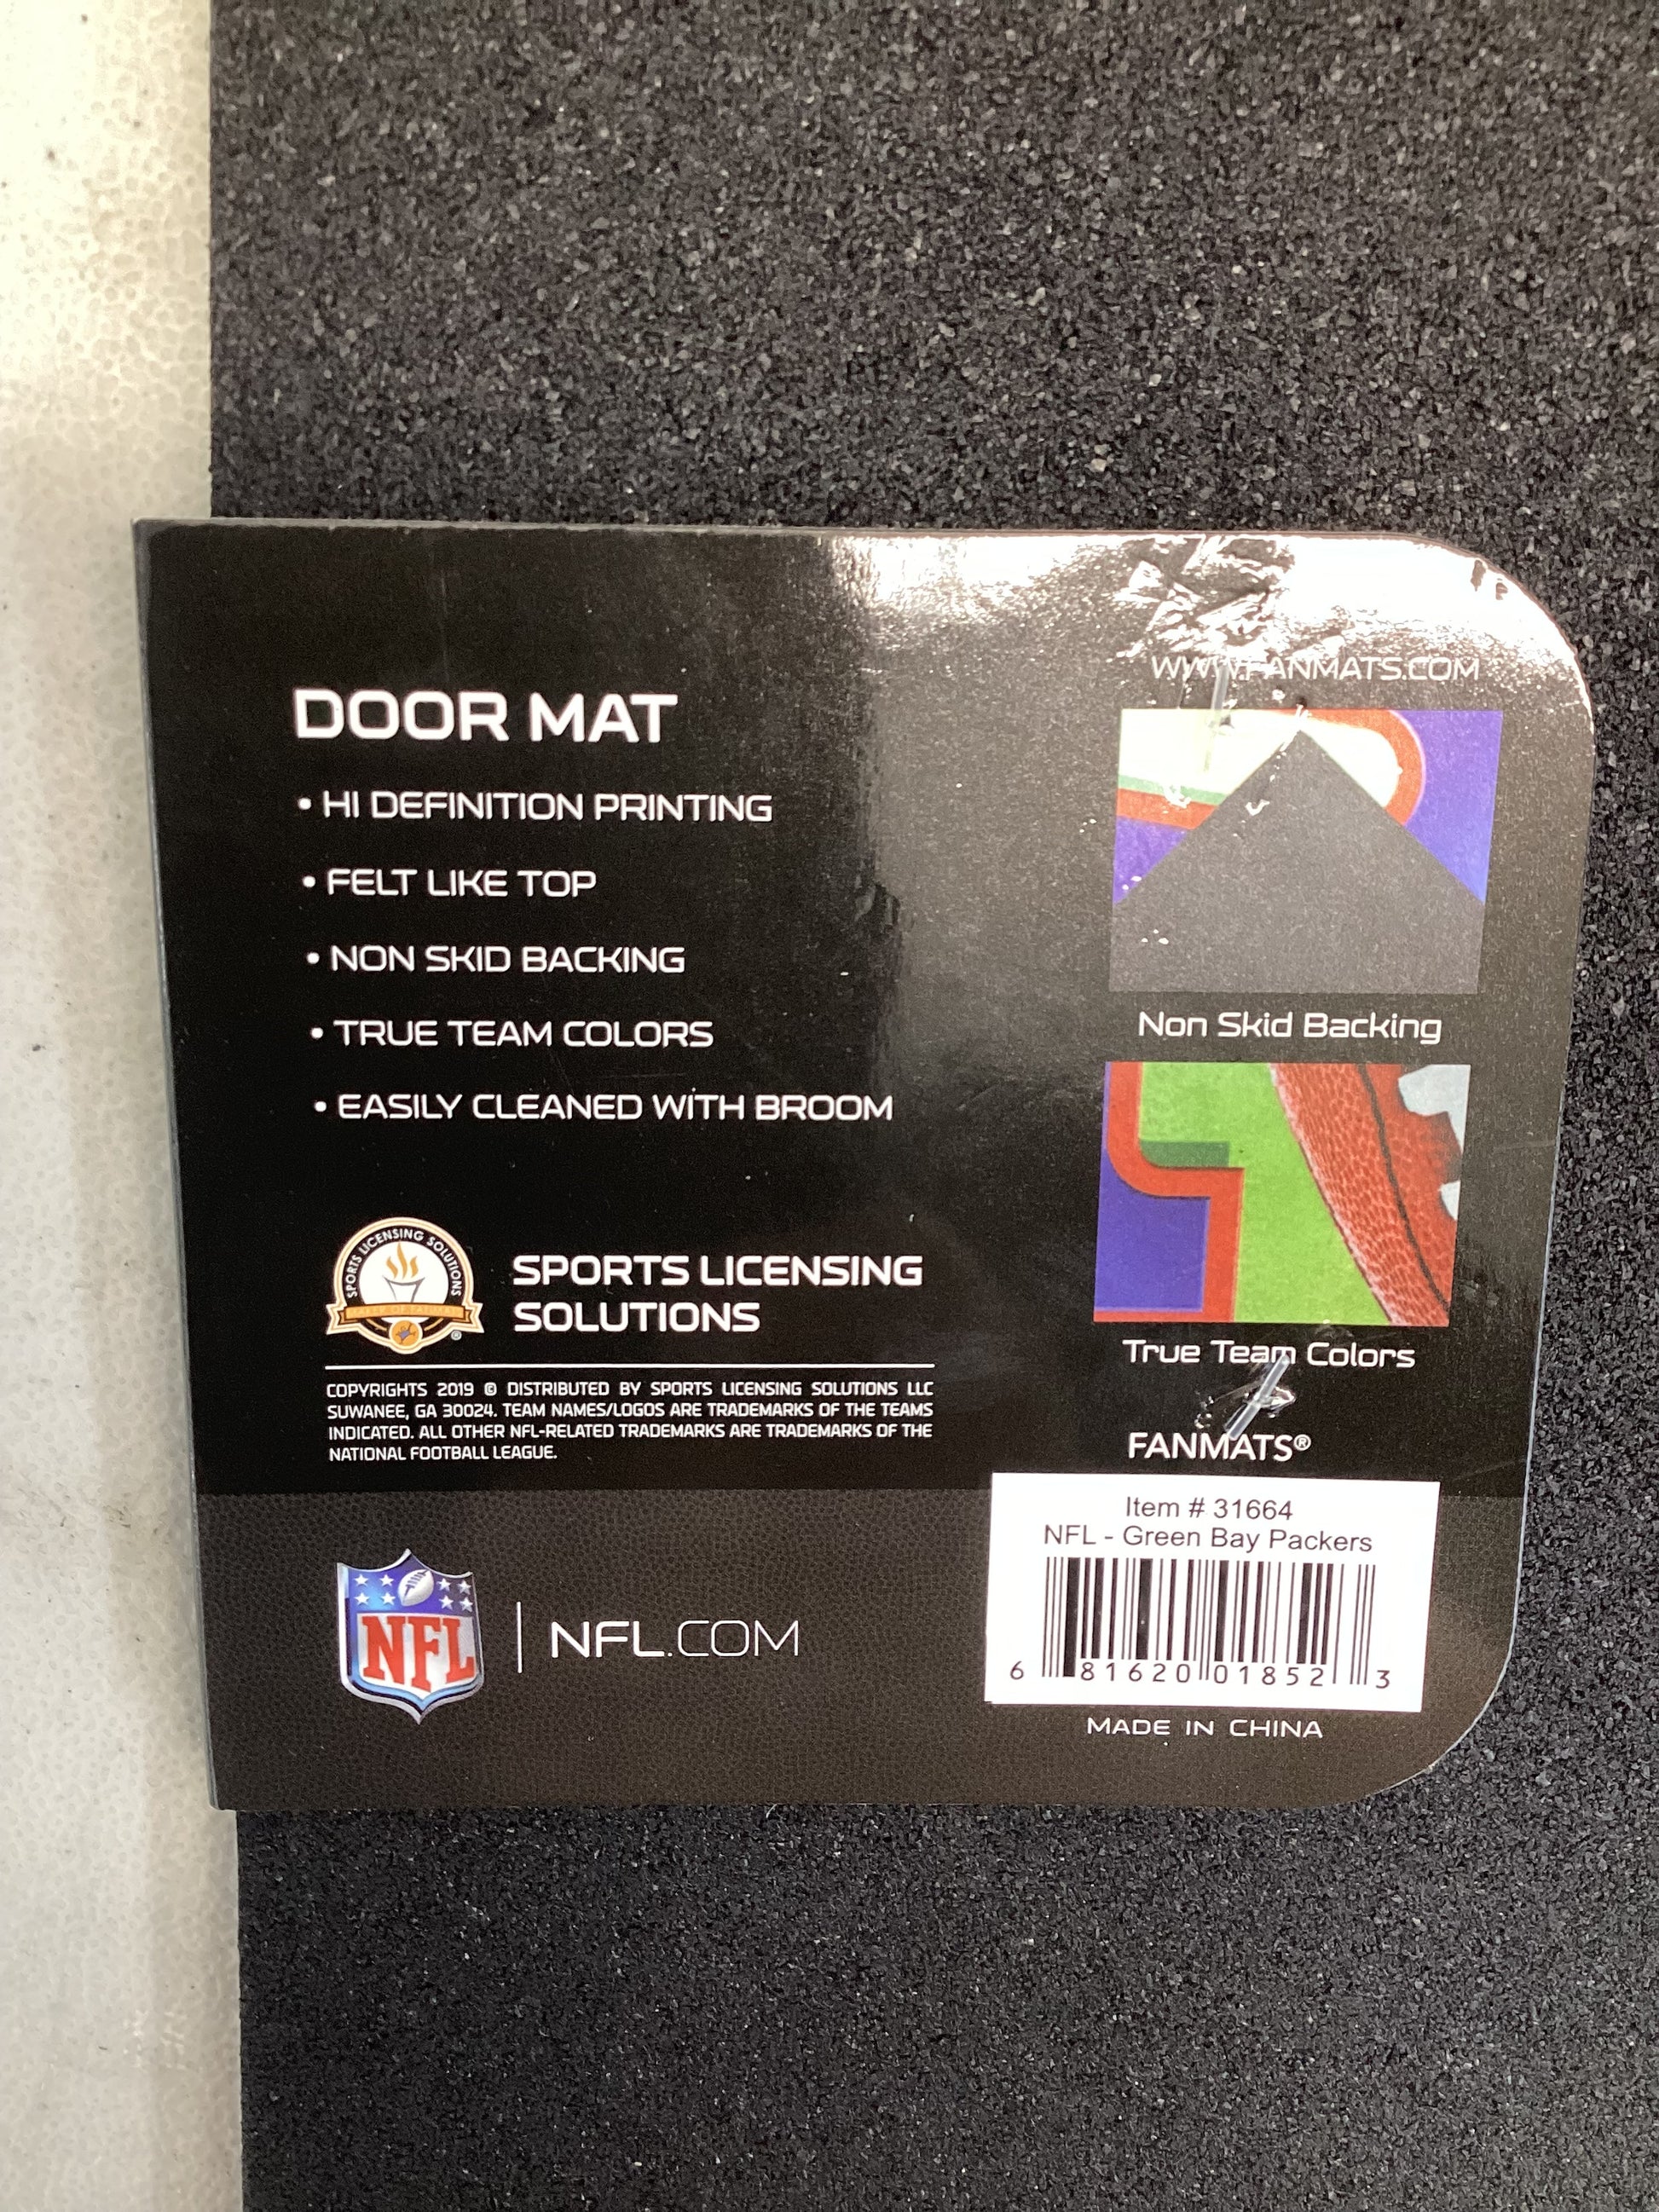 WWW.FANMATS.COM
DOOR MAT
• HI DEFINITION PRINTING
• FELT LIKE TOP
• NON SKID BACKING
• TRUE TEAM COLORS
• EASILY CLEANED WITH BROOM
Non Skid Backing
True Team Colors
SPORTS LICENSING SOLUTIONS
®
SPORTS LICENSING
SOLUTIONS
COPYRIGHTS 2019 © DISTRIBUTED BY SPORTS LICENSING SOLUTIONS LLC
SUWANEE, GA 30024. TEAM NAMES/LOGOS ARE TRADEMARKS OF THE TEAMS
INDICATED. ALL OTHER NFL-RELATED TRADEMARKS ARE TRADEMARKS OF THE
NATIONAL FOOTBALL LEAGUE.
FANMATS®
Item # 31664
NFL - Green Bay Packers
6 81620 01852 3
MADE IN CHINA
NFL
NFL.COM